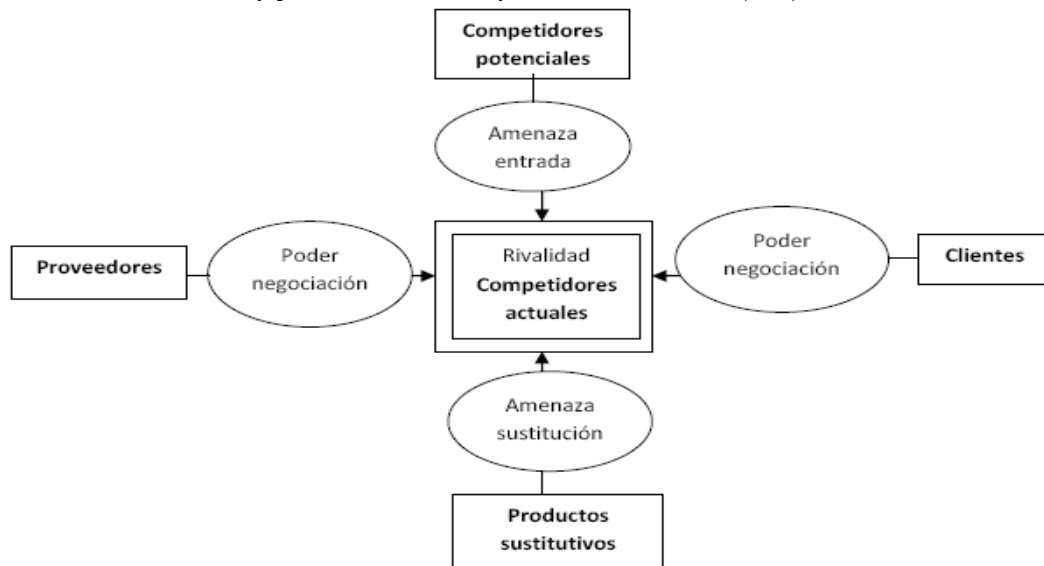 Competidores
potenciales
Amenaza
entrada
Proveedores
Poder
negociación
Rivalidad
Competidores
actuales
Poder
negociación
Clientes
Amenaza
sustitución
Productos
sustitutivos